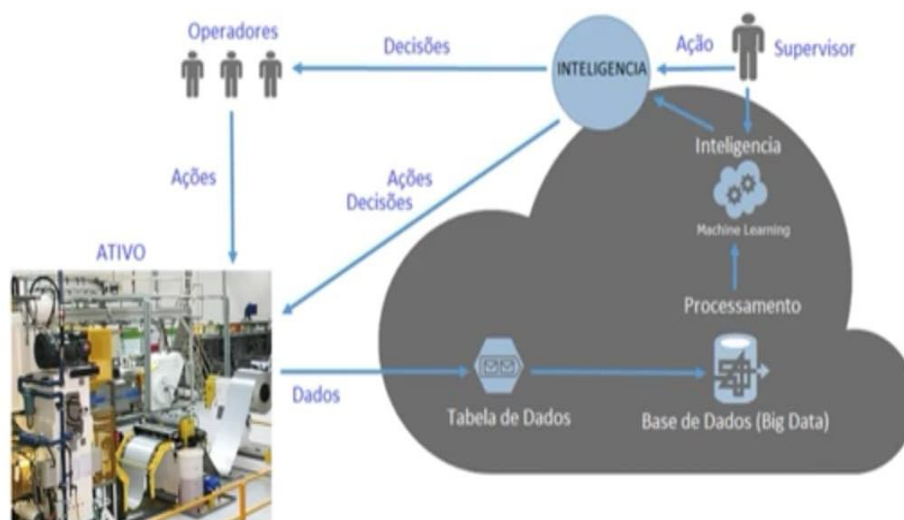 Operadores
Decisões
INTELIGENCIA
Ação
Supervisor
Inteligencia
Machine Learning
Ações
Ações
Decisões
ATIVO
Processamento
Dados
Tabela de Dados
Base de Dados (Big Data)